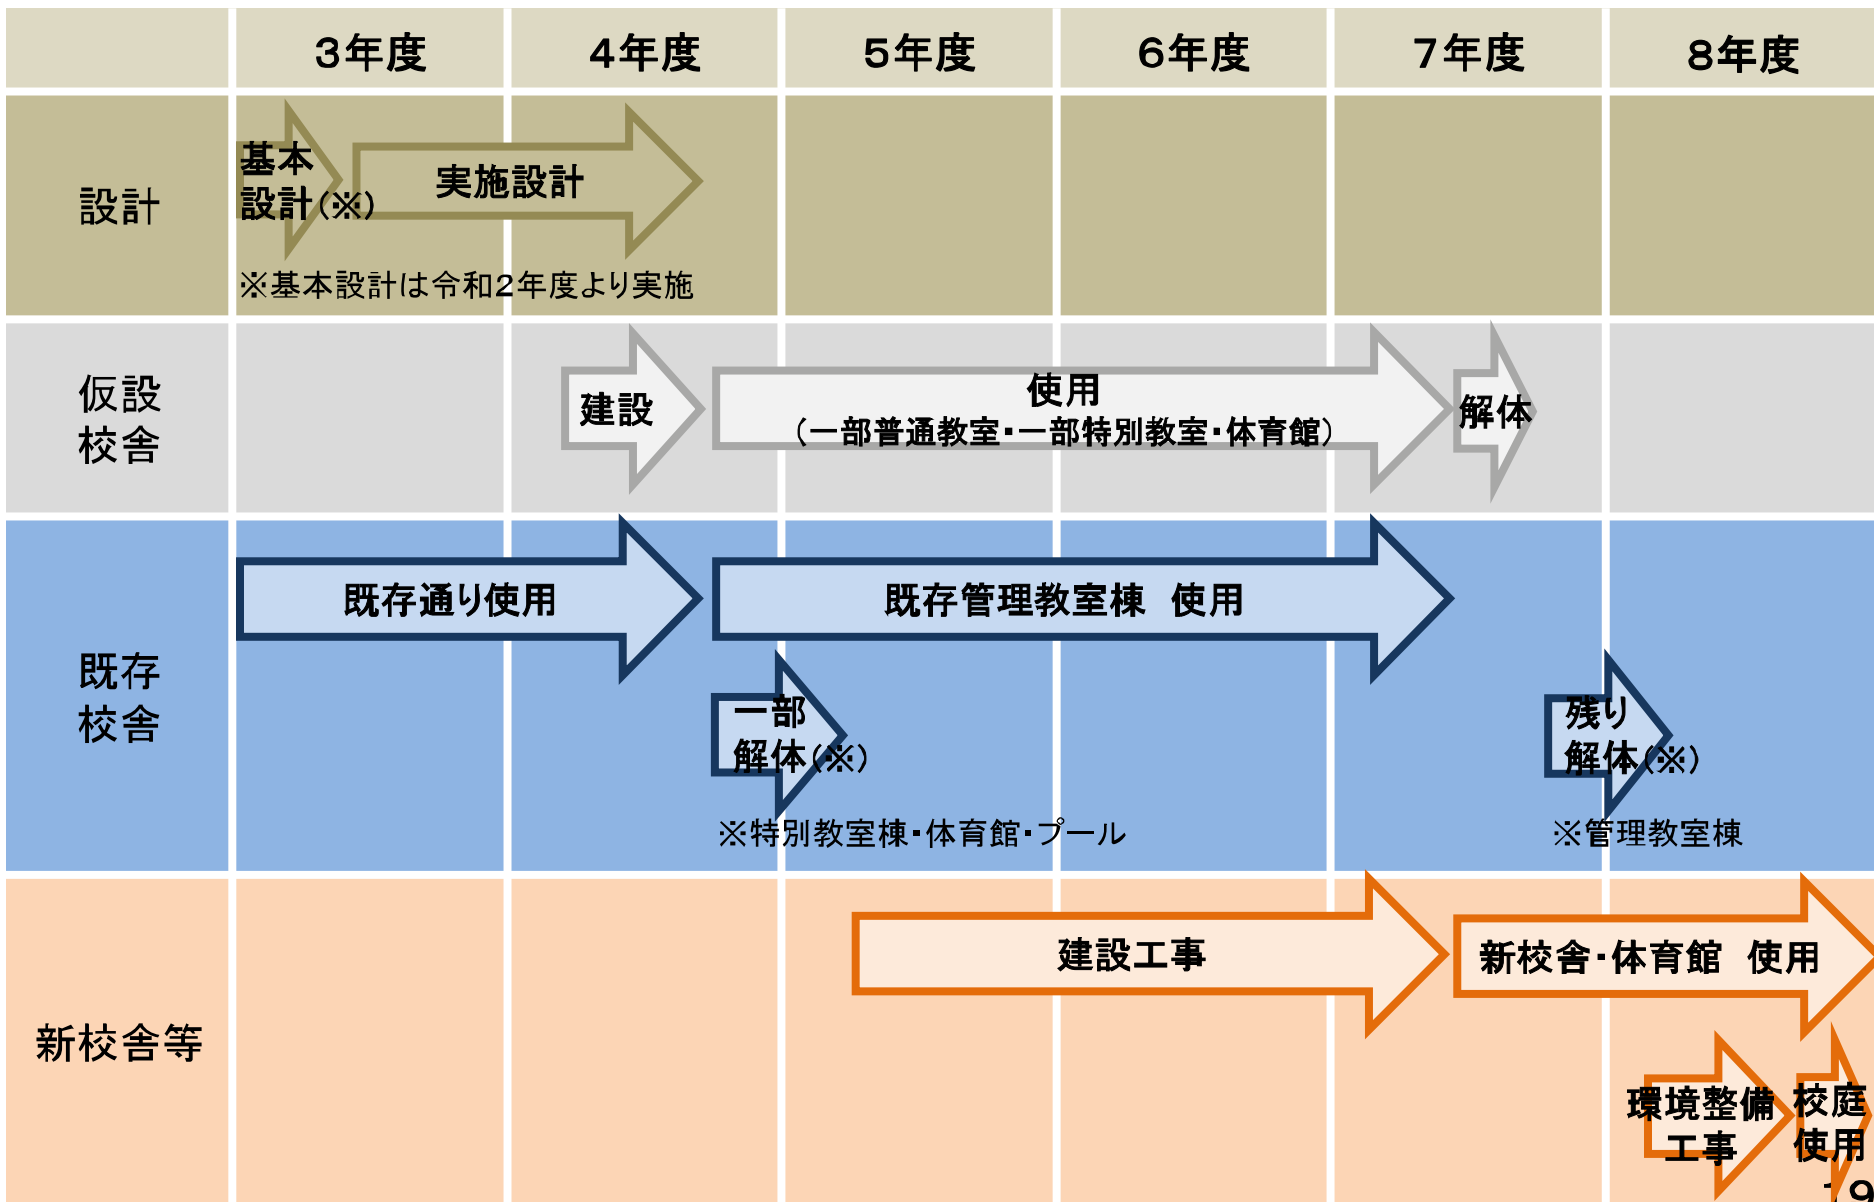 3年度
4年度
5年度
6年度
7年度
8年度
設計
基本
設計(※)
実施設計
※基本設計は令和2年度より実施
仮設
校舎
建設
使用
（一部普通教室・一部特別教室・体育館）
解体
既存
校舎
既存通り使用
既存管理教室棟　使用
一部
解体(※)
残り
解体(※)
※特別教室棟・体育館・プール
※管理教室棟
新校舎等
建設工事
新校舎・体育館　使用
環境整備
工事
校庭
使用
19